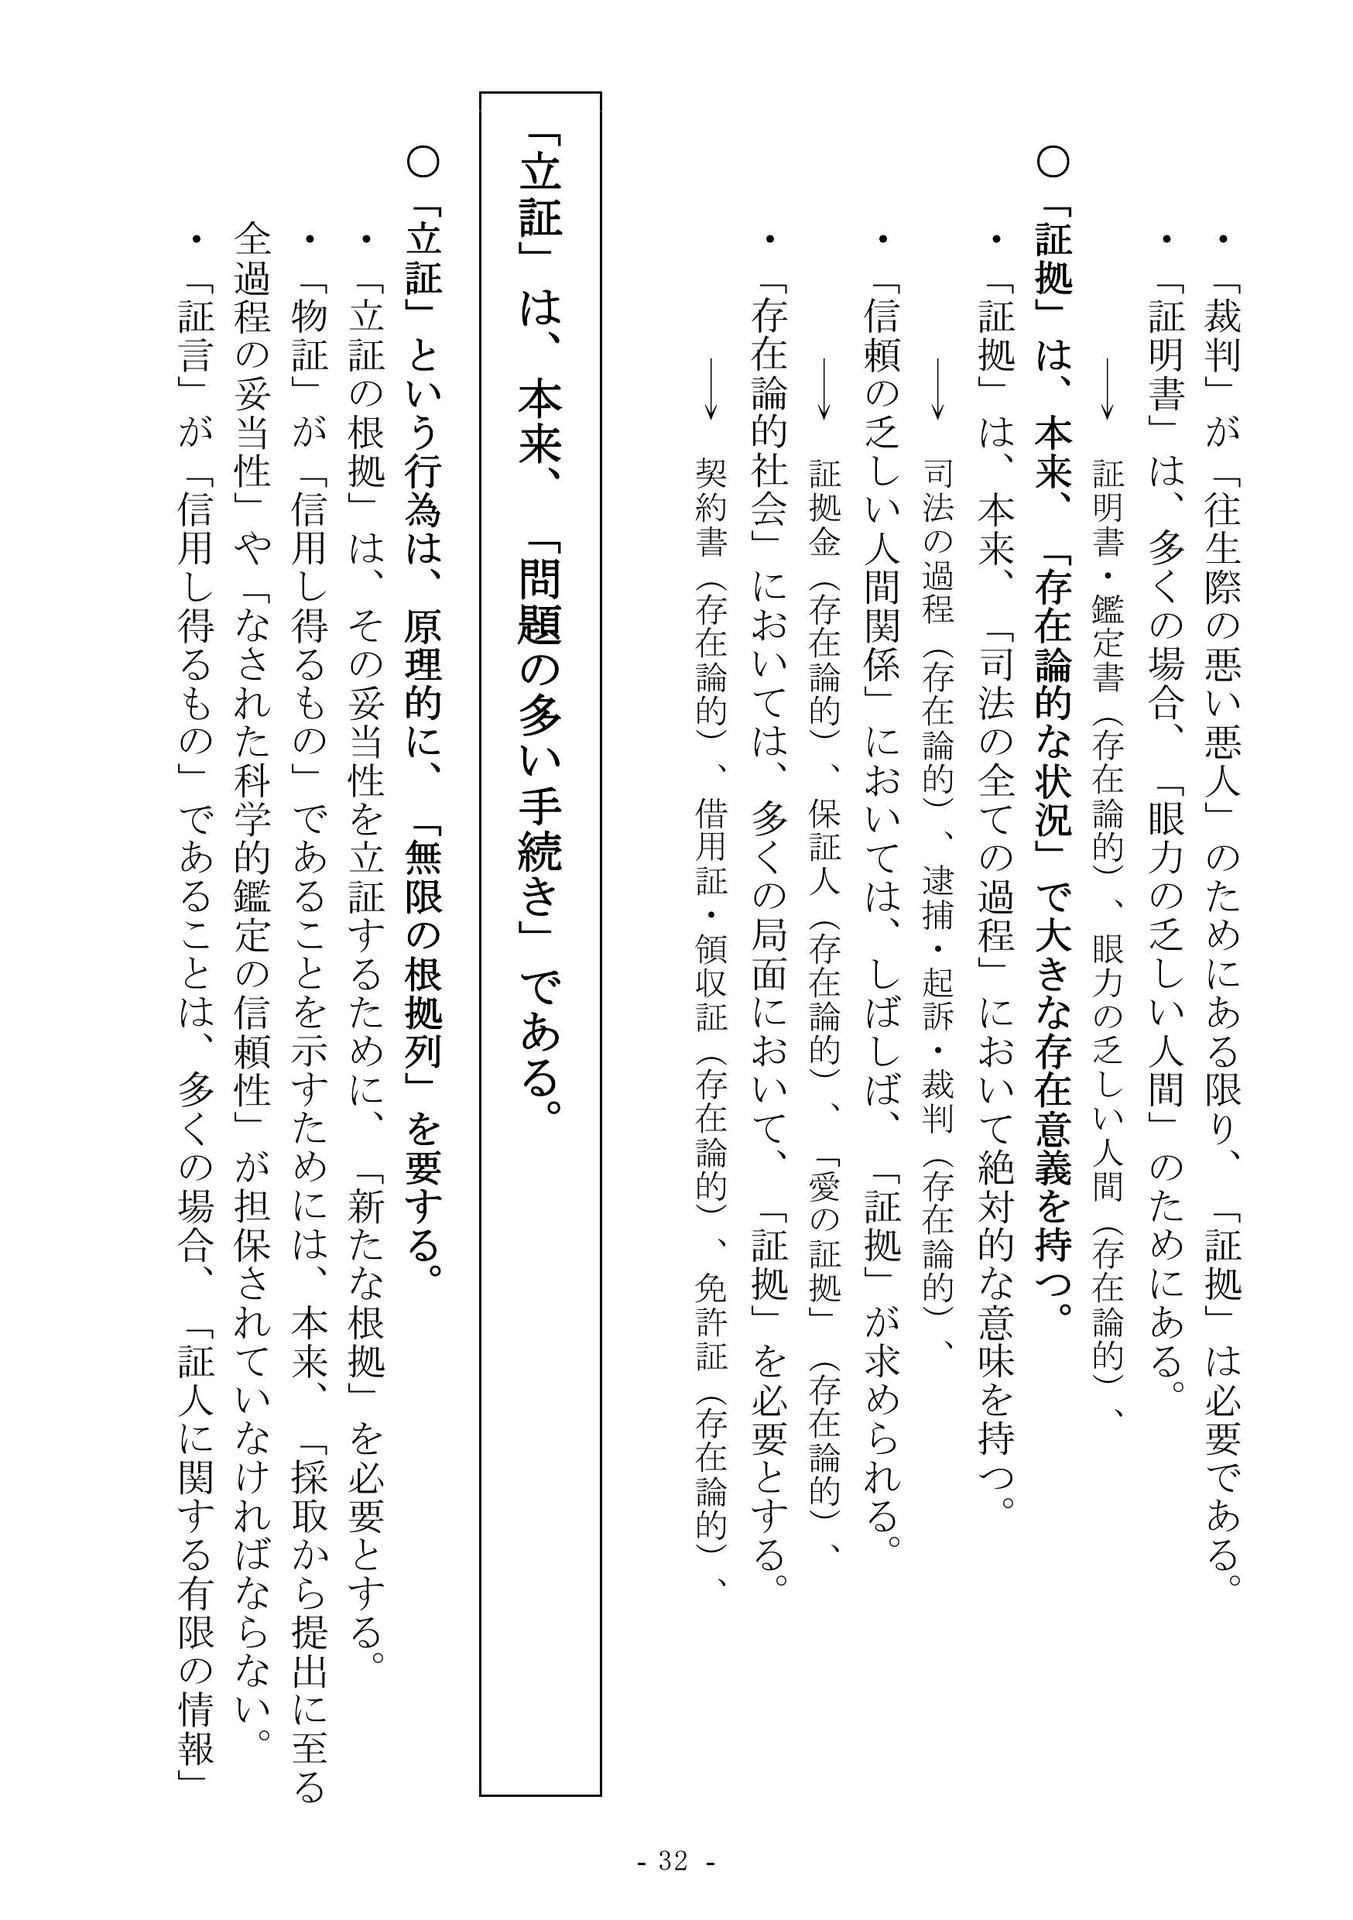 ・「裁判」が「往生際の悪い悪人」のためにある限り、「証拠」は必要である。
・「証明書」は、多くの場合、「眼力の乏しい人間」のためにある。
→ 証明書・鑑定書（存在論的）、眼力の乏しい人間（存在論的）、
〇「証拠」は、本来、「存在論的な状況」で大きな存在意義を持つ。
・「証拠」は、本来、「司法の全ての過程」において絶対的な意味を持つ。
→ 司法の過程（存在論的）、逮捕・起訴・裁判（存在論的）、
・「信頼の乏しい人間関係」においては、しばしば、「証拠」が求められる。
→ 証拠金（存在論的）、保証人（存在論的）、「愛の証拠」（存在論的）、
・「存在論的社会」においては、多くの局面において、「証拠」を必要とする。
→ 契約書（存在論的）、借用証・領収証（存在論的）、免許証（存在論的）、
「立証」は、本来、「問題の多い手続き」である。
〇「立証」という行為は、原理的に、「無限の根拠列」を要する。
・「立証の根拠」は、その妥当性を立証するために、「新たな根拠」を必要とする。
・「物証」が「信用し得るもの」であることを示すためには、本来、「採取から提出に至る
全過程の妥当性」や「なされた科学的鑑定の信頼性」が担保されていなければならない。
・「証言」が「信用し得るもの」であることは、多くの場合、「証人に関する有限の情報」
- 32 -